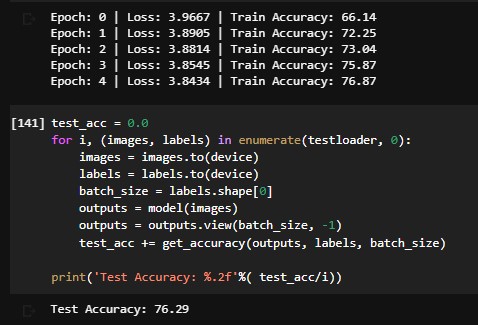 Epoch: 0 | Loss: 3.9667 | Train Accuracy: 66.14
Epoch: 1 | Loss: 3.8905 | Train Accuracy: 72.25
Epoch: 2 | Loss: 3.8814 | Train Accuracy: 73.04
Epoch: 3 | Loss: 3.8545 | Train Accuracy: 75.87
Epoch: 4 | Loss: 3.8434 | Train Accuracy: 76.87
[141] test_acc = 0.0
for i, (images, labels) in enumerate(testloader, 0):
    images = images.to(device)
    labels = labels.to(device)
    batch_size = labels.shape[0]
    outputs = model(images)
    outputs = outputs.view(batch_size, -1)
    test_acc += get_accuracy(outputs, labels, batch_size)
print('Test Accuracy: %.2f'%( test_acc/i))
Test Accuracy: 76.29